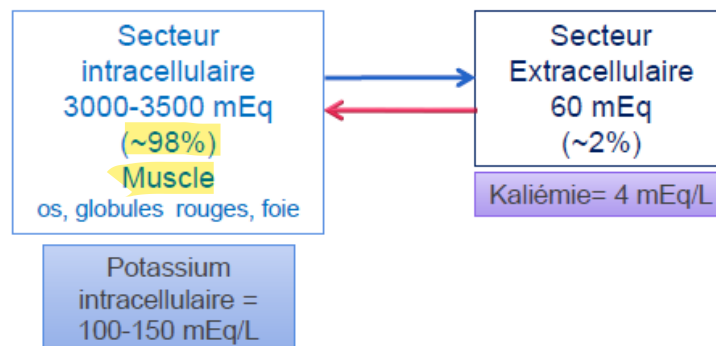 Secteur
intracellulaire
3000-3500 mEq
(~98%)
Muscle
os, globules rouges, foie
Potassium
intracellulaire =
100-150 mEq/L
Secteur
Extracellulaire
60 mEq
(~2%)
Kaliémie= 4 mEq/L